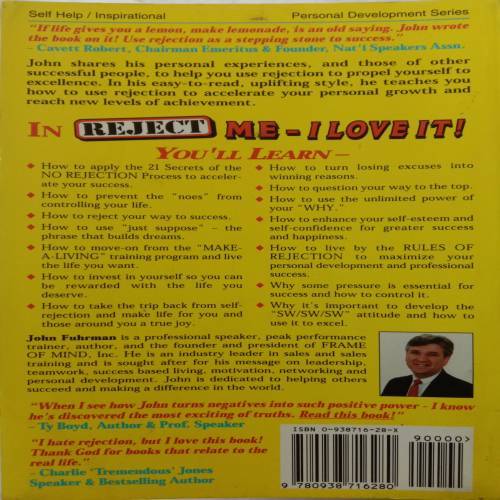 Self Help / Inspirational Personal Development Series
"If life gives you a lemon, make lemonade, is an old saying. John wrote
the book on it! Use rejection as a stepping stone to success."
- Cavett Robert, Chairman Emeritus & Founder, Nat'l Speakers Assn.
John shares his personal experiences, and those of other
successful people, to help you use rejection to propel yourself to
excellence. In his easy-to-read, uplifting style, he teaches you
how to use rejection to accelerate your personal growth and
reach new levels of achievement.
IN REJECT ME - I LOVE IT!
YOU'LL LEARN -
♦ How to apply the 21 Secrets of the
NO REJECTION Process to acceler-
ate your success.
♦ How to prevent the "noes" from
controlling your life.
♦ How to reject your way to success.
♦ How to use "just suppose" - the
phrase that builds dreams.
♦ How to move-on from the "MAKE-
A-LIVING" training program and live
the life you want.
♦ How to invest in yourself so you can
be rewarded with the life you
deserve.
♦ How to take the trip back from self-
rejection and make life for you and
those around you a true joy.
♦ How to turn losing excuses into
winning reasons.
♦ How to question your way to the top.
♦ How to use the unlimited power of
your "WHY."
♦ How to enhance your self-esteem and
self-confidence for greater success
and happiness.
♦ How to live by the RULES OF
REJECTION to maximize your
personal development and professional
success.
♦ Why some pressure is essential for
success and how to control it.
♦ Why it's important to develop the
"SW/SW/SW" attitude and how to
use it to excel.
John Fuhrman is a professional speaker, peak performance
trainer, author, and the founder and president of FRAME
OF MIND, Inc. He is an industry leader in sales and sales
training and is sought after for his message on leadership,
teamwork, success based living, motivation, networking and
personal development. John is dedicated to helping others
succeed and making a difference in the world.
"When I see how John turns negatives into such positive power - I know
he's discovered the most exciting of truths. Read this book!"
- Ty Boyd, Author & Prof. Speaker
"I hate rejection, but I love this book!
Thank God for books that relate to the
real life."
- Charlie 'Tremendous' Jones
Speaker & Bestselling Author
ISBN 0-938716-28-X
90000>
9 780938 716280